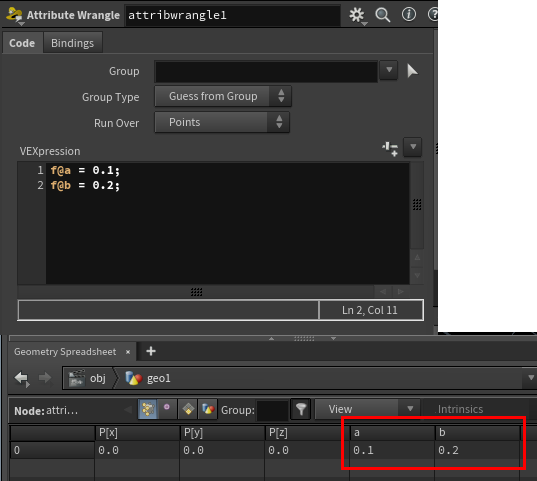 Attribute Wrangle attribwrangle1
Code Bindings
Group
Group Type Guess from Group
Run Over Points
VEXpression
1 f@a = 0.1;
2 f@b = 0.2;
Ln 2, Col 11
Geometry Spreadsheet × +
obj geo1
Node: attri... Group: View Intrinsics
P[x] P[y] P[z] a b
0 0.0 0.0 0.0 0.1 0.2